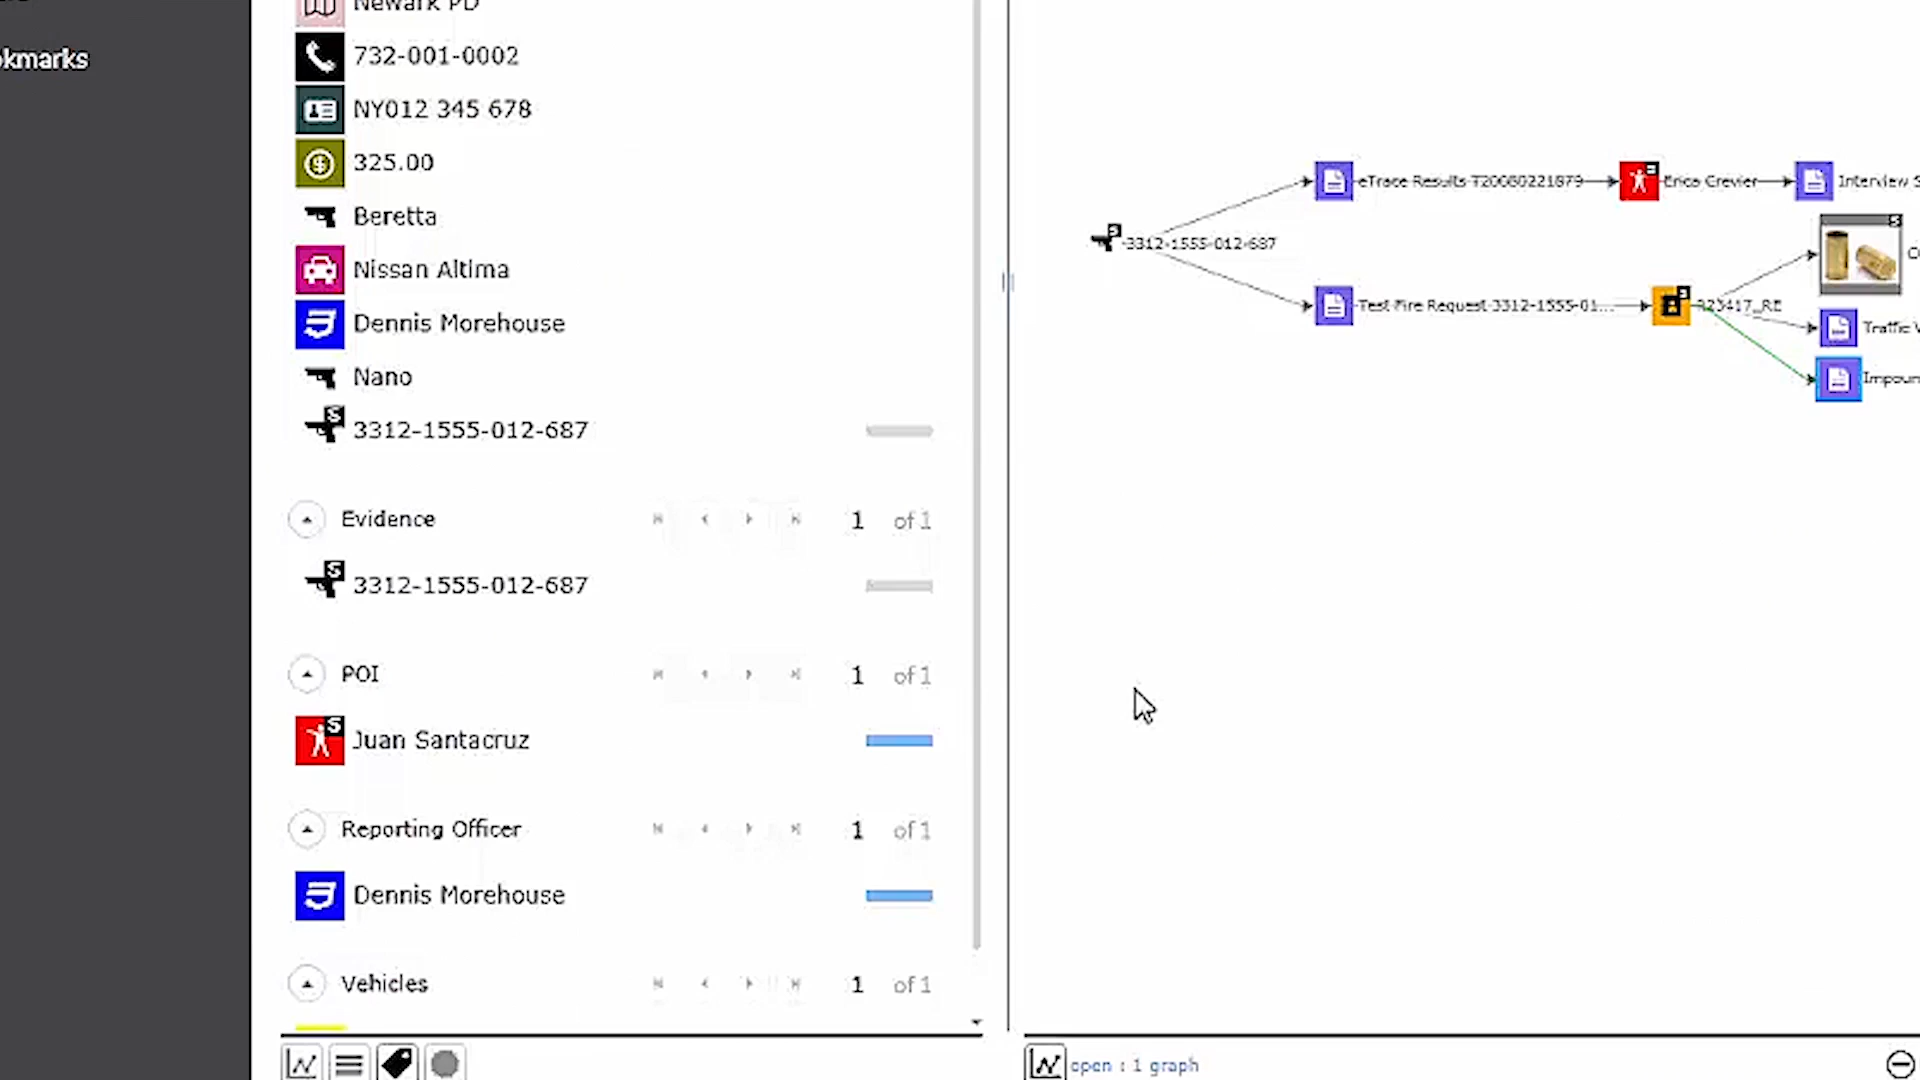 kmarks
Newark PD
732-001-0002
NY012 345 678
325.00
Beretta
Nissan Altima
Dennis Morehouse
Nano
3312-1555-012-687
Evidence 1 of 1
3312-1555-012-687
POI 1 of 1
Juan Santacruz
Reporting Officer 1 of 1
Dennis Morehouse
Vehicles 1 of 1
eTrace Results T20080221879
Erica Crevier
Interview S
3312-1555-012-687
Test Fire Request 3312-1555-01...
323417_RE
Traffic V
Impoun
open : 1 graph